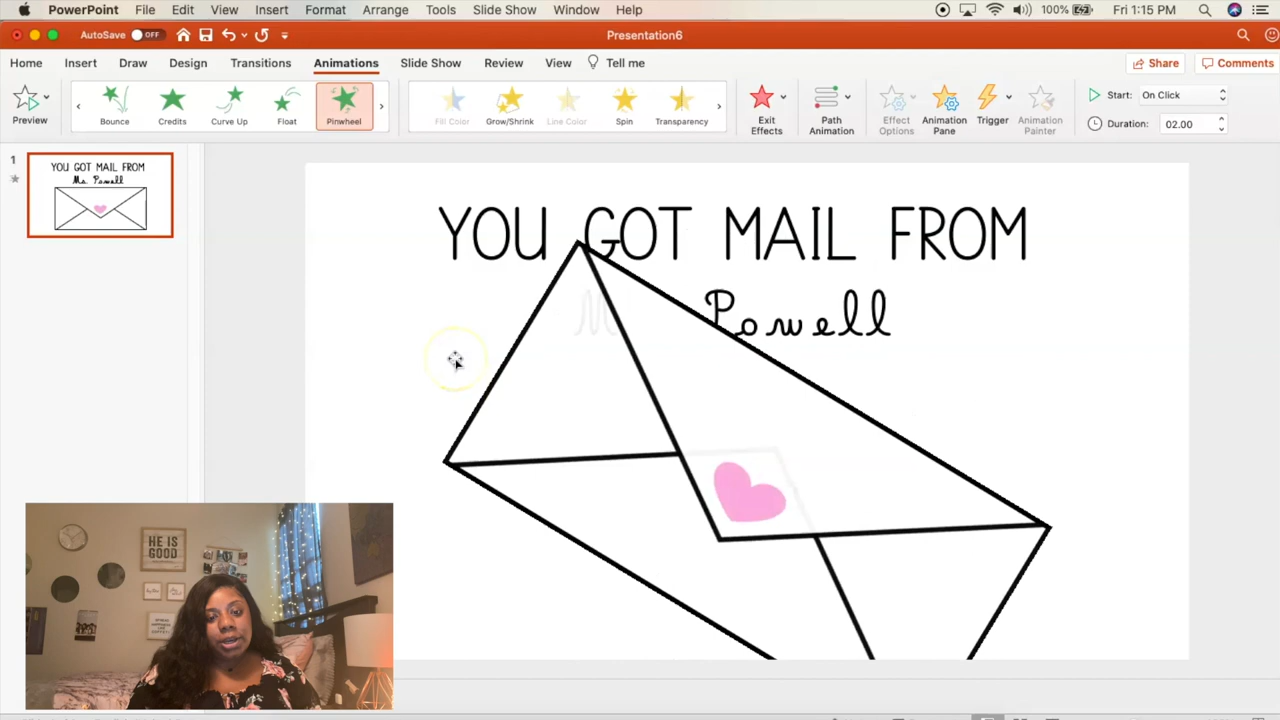 PowerPoint File Edit View Insert Format Arrange Tools Slide Show Window Help 100% Fri 1:15 PM
AutoSave OFF Presentation6
Home Insert Draw Design Transitions Animations Slide Show Review View Tell me Share Comments
Preview Bounce Credits Curve Up Float Pinwheel Fill Color Grow/Shrink Line Color Spin Transparency Exit Effects Path Animation Effect Options Animation Pane Trigger Animation Painter Start: On Click
Duration: 02.00
1
YOU GOT MAIL FROM
Ms. Powell
YOU GOT MAIL FROM
M Powell
HE IS
GOOD